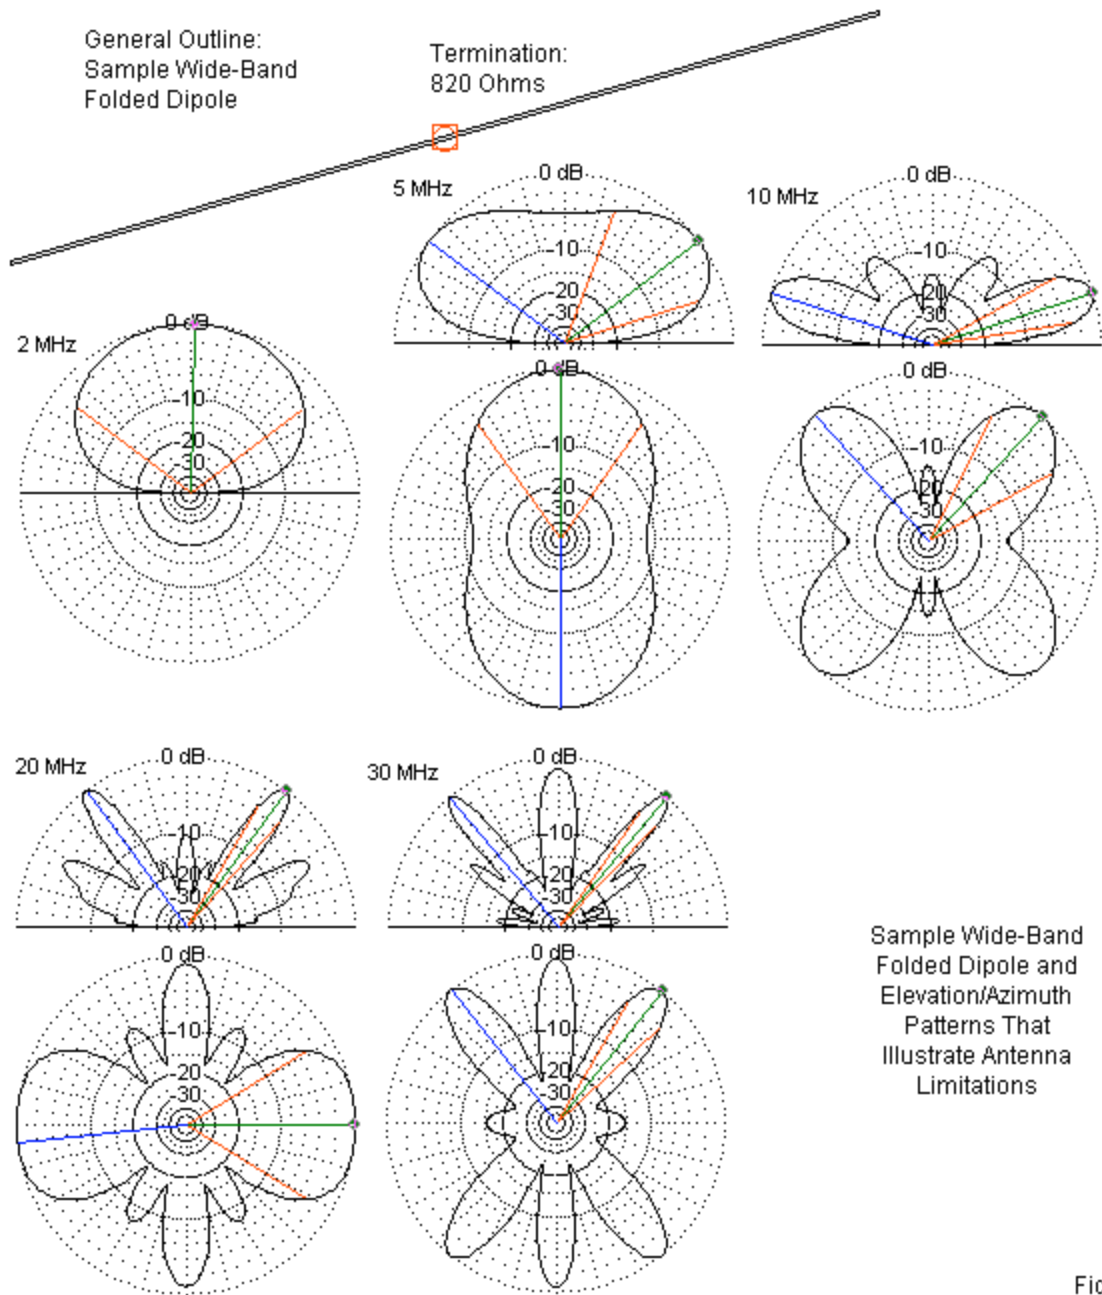 General Outline:
Sample Wide-Band
Folded Dipole
Termination:
820 Ohms
5 MHz
0 dB
-10
-20
30
10 MHz
0 dB
-10
20
30
2 MHz
0 dB
-10
20
30
0 dB
-10
-20
30
0 dB
-10
20
30
20 MHz
0 dB
-10
20
30
30 MHz
0 dB
-10
20
30
0 dB
-10
20
30
0 dB
-10
20
30
Sample Wide-Band
Folded Dipole and
Elevation/Azimuth
Patterns That
Illustrate Antenna
Limitations